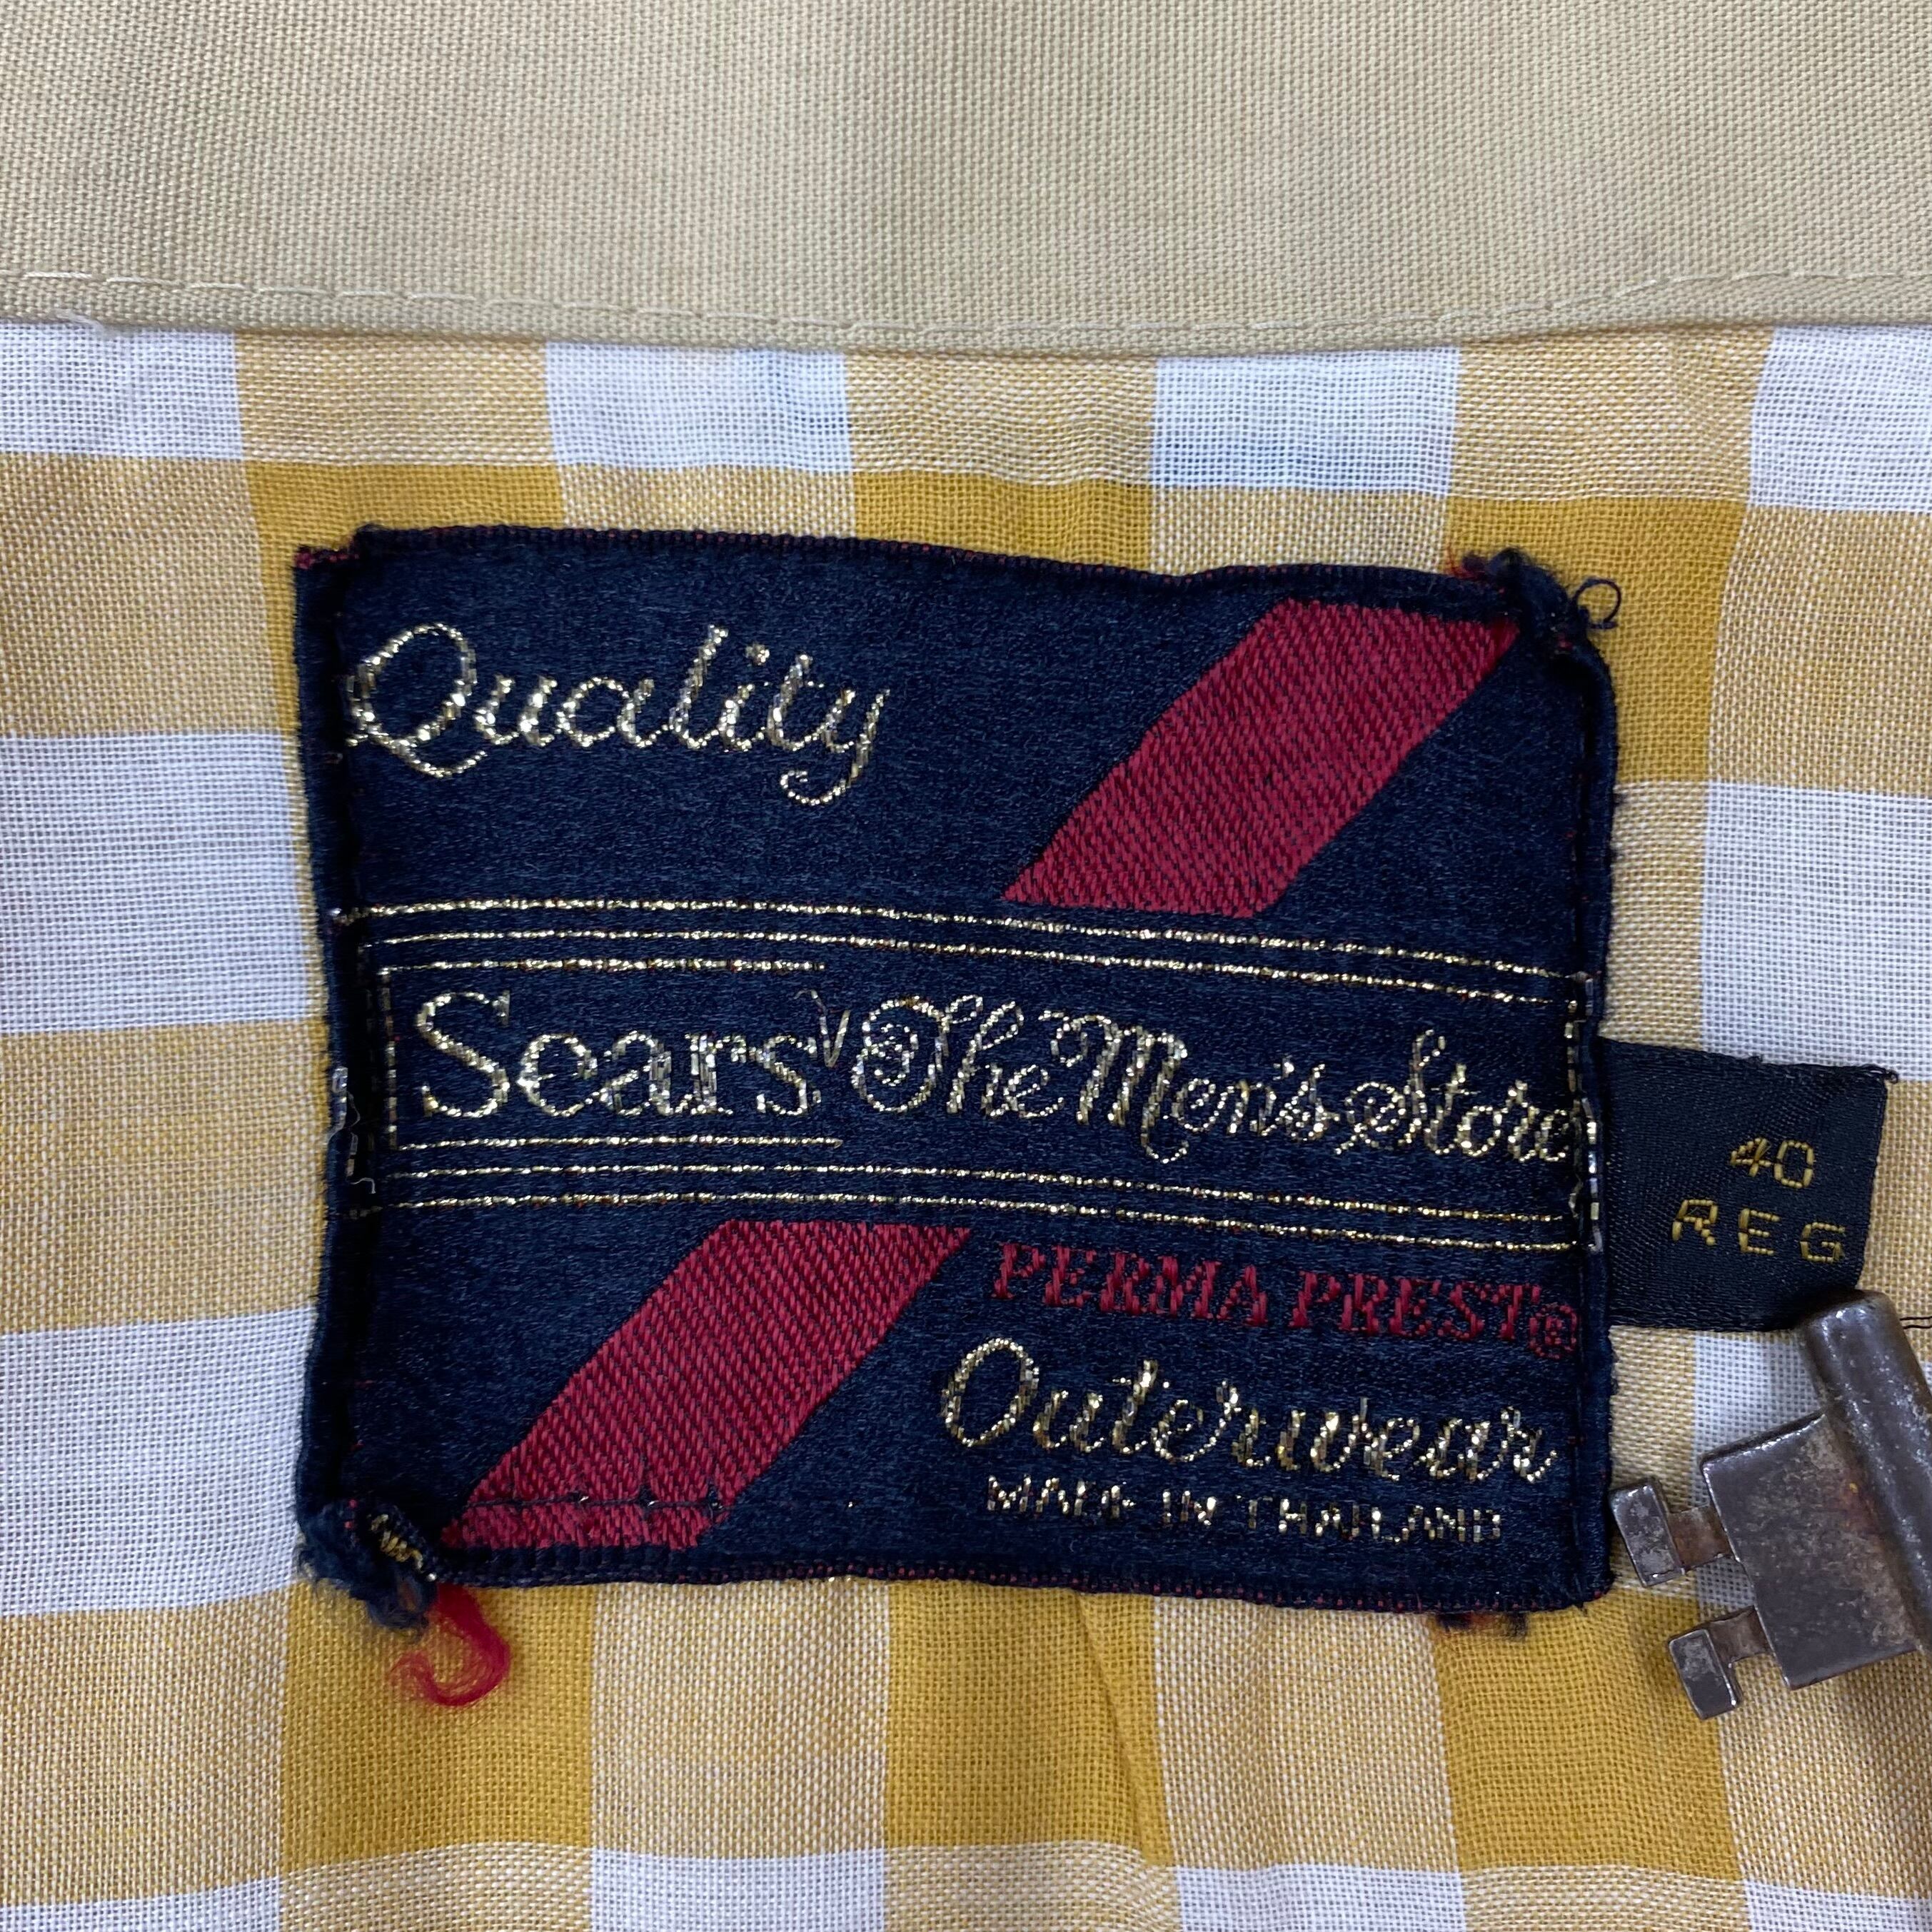 Quality
Sears The Men's Store
40
REG
PERMA PREST®
Outerwear
MADE IN THAILAND